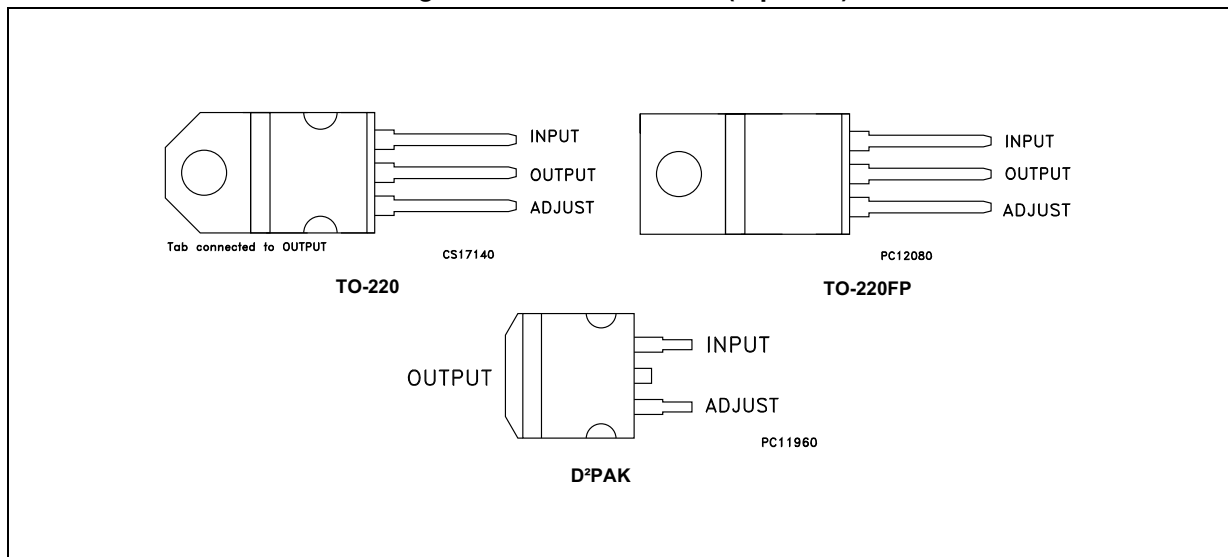 INPUT
OUTPUT
ADJUST
Tab connected to OUTPUT
CS17140
TO-220
INPUT
OUTPUT
ADJUST
PC12080
TO-220FP
OUTPUT
INPUT
ADJUST
PC11960
D²PAK